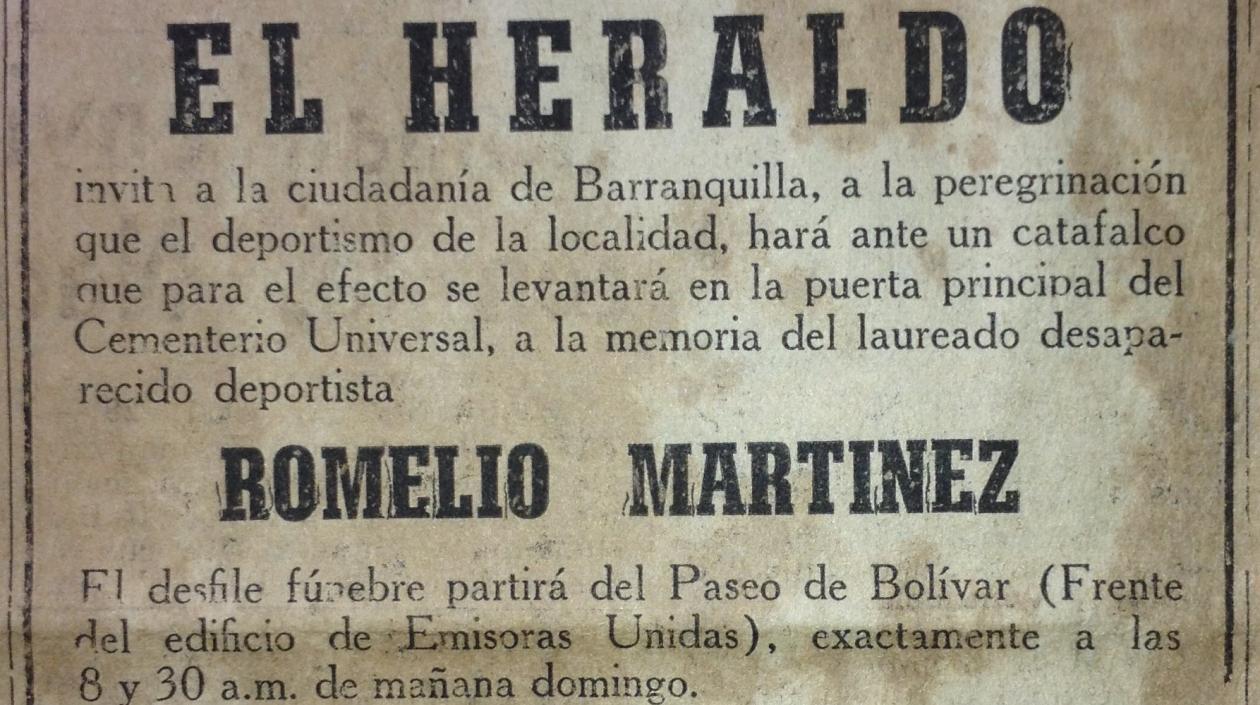 EL HERALDO
invita a la ciudadanía de Barranquilla, a la peregrinación
que el deportismo de la localidad, hará ante un catafalco
que para el efecto se levantará en la puerta principal del
Cementerio Universal, a la memoria del laureado desapa-
recido deportista
ROMELIO MARTINEZ
El desfile fúnebre partirá del Paseo de Bolívar (Frente
del edificio de Emisoras Unidas), exactamente a las
8 y 30 a.m. de mañana domingo.